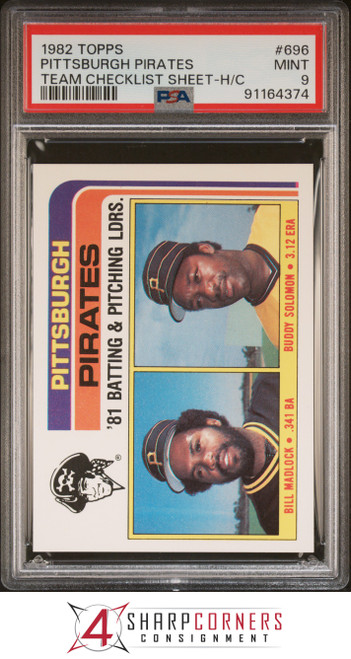 1982 TOPPS #696
PITTSBURGH PIRATES MINT
TEAM CHECKLIST SHEET-H/C 9
PSA 91164374
PITTSBURGH
PIRATES
'81 BATTING & PITCHING LDRS.
BILL MADLOCK • .341 BA
BUDDY SOLOMON • 3.12 ERA
P
P
®
4 SHARPCORNERS
CONSIGNMENT